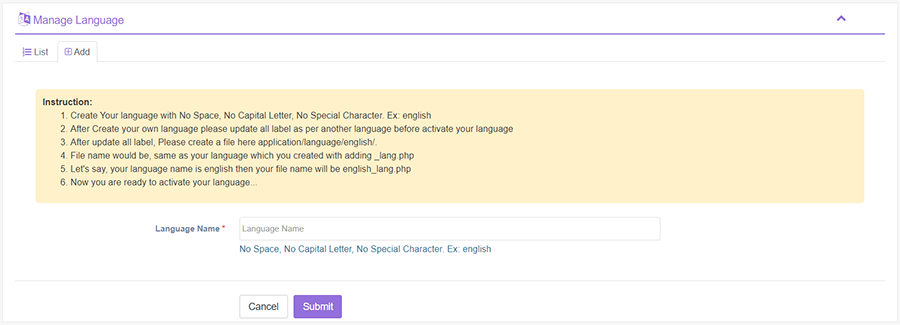 Manage Language
List Add
Instruction:
1. Create Your language with No Space, No Capital Letter, No Special Character. Ex: english
2. After Create your own language please update all label as per another language before activate your language
3. After update all label, Please create a file here application/language/english/.
4. File name would be, same as your language which you created with adding _lang.php
5. Let's say, your language name is english then your file name will be english_lang.php
6. Now you are ready to activate your language...
Language Name * Language Name
No Space, No Capital Letter, No Special Character. Ex: english
Cancel Submit